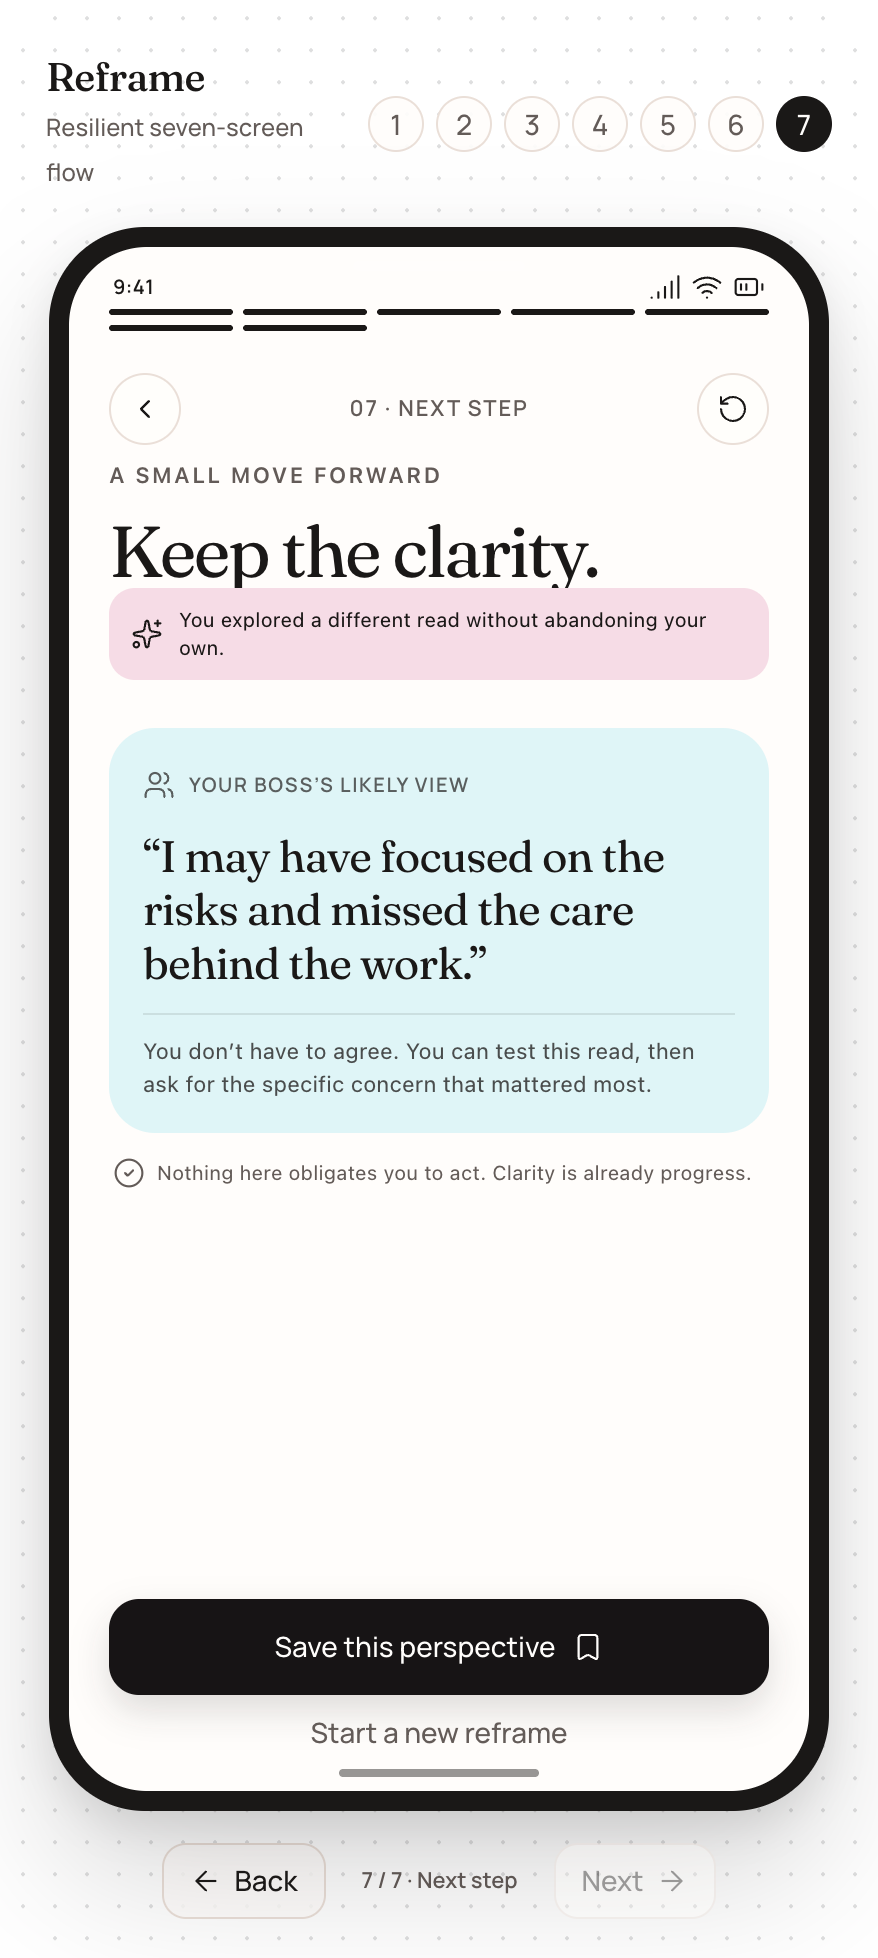 Reframe
Resilient seven-screen
flow
1 2 3 4 5 6 7
9:41
07 · NEXT STEP
A SMALL MOVE FORWARD
Keep the clarity.
You explored a different read without abandoning your
own.
YOUR BOSS’S LIKELY VIEW
“I may have focused on the
risks and missed the care
behind the work.”
You don’t have to agree. You can test this read, then
ask for the specific concern that mattered most.
Nothing here obligates you to act. Clarity is already progress.
Save this perspective
Start a new reframe
Back
7 / 7 · Next step
Next